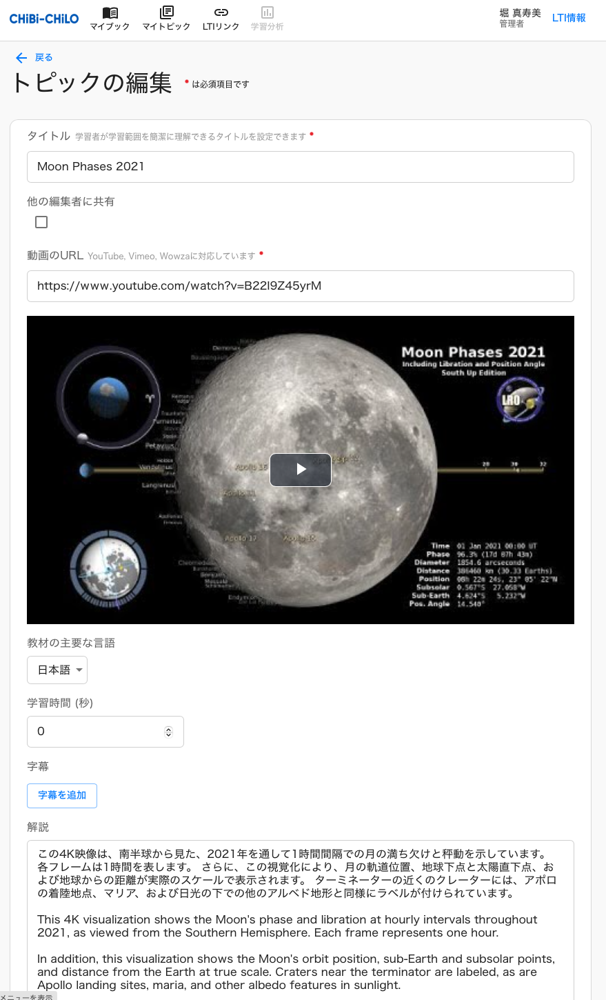 CHiBi-CHiLO
マイブック
マイトピック
LTIリンク
学習分析
堀 真寿美
管理者
LTI情報
戻る
トピックの編集
* は必須項目です
タイトル 学習者が学習範囲を簡潔に理解できるタイトルを設定できます *
Moon Phases 2021
他の編集者に共有
動画のURL YouTube, Vimeo, Wowzaに対応しています *
https://www.youtube.com/watch?v=B22l9Z45yrM
Moon Phases 2021
Including Libration and Position Angle
South Up Edition
LRO
Demonax
Furnerius
Petavius
Vendelinus
Langrenus
Apollo 16
Apollo 11
Apollo 17
Apollo 15
28 30 32
Time 01 Jan 2021 00:00 UT
Phase 96.3% (17d 07h 43m)
Diameter 1854.6 arcseconds
Distance 386460 km (30.33 Earths)
Position 08h 22m 24s, 23° 05' 22"N
Subsolar 0.567°S 27.058°W
Sub-Earth 4.624°S 5.232°W
Pos. Angle 14.540°
教材の主要な言語
日本語
学習時間 (秒)
0
字幕
字幕を追加
解説
この4K映像は、南半球から見た、2021年を通して1時間間隔での月の満ち欠けと秤動を示しています。
各フレームは1時間を表します。 さらに、この視覚化により、月の軌道位置、地球下点と太陽直下点、お
よび地球からの距離が実際のスケールで表示されます。 ターミネーターの近くのクレーターには、アポロ
の着陸地点、マリア、および日光の下での他のアルベド地形と同様にラベルが付けられています。
This 4K visualization shows the Moon's phase and libration at hourly intervals throughout
2021, as viewed from the Southern Hemisphere. Each frame represents one hour.
In addition, this visualization shows the Moon's orbit position, sub-Earth and subsolar points,
and distance from the Earth at true scale. Craters near the terminator are labeled, as are
Apollo landing sites, maria, and other albedo features in sunlight.
メニューを表示